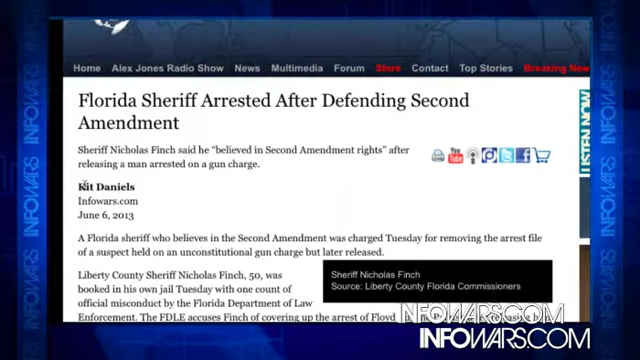 Home Alex Jones Radio Show News Multimedia Forum Store Contact Top Stories Breaking New
Florida Sheriff Arrested After Defending Second
Amendment
Sheriff Nicholas Finch said he “believed in Second Amendment rights” after
releasing a man arrested on a gun charge.
You
Tube
LISTEN NOW
Kit Daniels
Infowars.com
June 6, 2013
A Florida sheriff who believes in the Second Amendment was charged Tuesday for removing the arrest file
of a suspect held on an unconstitutional gun charge but later released.
Liberty County Sheriff Nicholas Finch, 50, was
booked in his own jail Tuesday with one count of
official misconduct by the Florida Department of Law
Enforcement. The FDLE accuses Finch of covering up the arrest of Floyd
Sheriff Nicholas Finch
Source: Liberty County Florida Commissioners
INFOWARS.COM
INFOWARS.COM
INFOWARS
INFOWARS
INFOWARS
INFOWARS